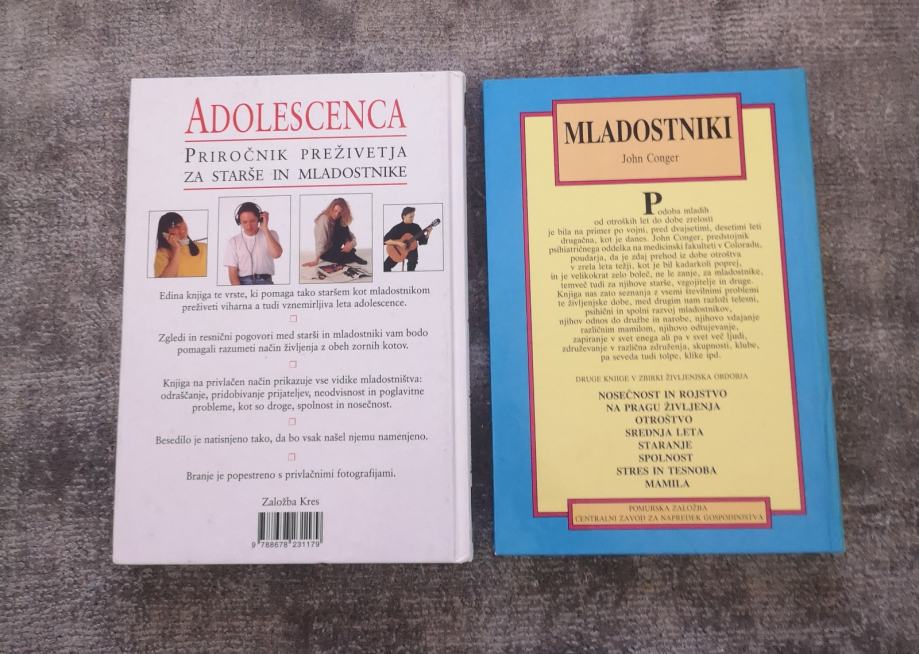 ADOLESCENCA
PRIROČNIK PREŽIVETJA
ZA STARŠE IN MLADOSTNIKE
Edina knjiga te vrste, ki pomaga tako staršem kot mladostnikom
preživeti viharna a tudi vznemirljiva leta adolescence.
Zgledi in resnični pogovori med starši in mladostniki vam bodo
pomagali razumeti način življenja z obeh zornih kotov.
Knjiga na privlačen način prikazuje vse vidike mladostništva:
odraščanje, pridobivanje prijateljev, neodvisnost in poglavitne
probleme, kot so droge, spolnost in nosečnost.
Besedilo je natisnjeno tako, da bo vsak našel njemu namenjeno.
Branje je popestreno s privlačnimi fotografijami.
Založba Kres
9 788678 231179
MLADOSTNIKI
John Conger
Podoba mladih
od otroških let do dobe zrelosti
je bila na primer po vojni, pred dvajsetimi, desetimi leti
drugačna, kot je danes. John Conger, predstojnik
psihiatričnega oddelka na medicinski fakulteti v Coloradu,
poudarja, da je zdaj prehod iz dobe otroštva
v zrela leta težji, kot je bil kadarkoli poprej,
in je velikokrat zelo boleč, ne le zanje, za mladostnike,
temveč tudi za njihove starše, vzgojitelje in druge.
Knjiga nas zato seznanja z vsemi številnimi problemi
te življenjske dobe, med drugim nam razloži telesni,
psihični in spolni razvoj mladostnikov,
njihov odnos do družbe in narobe, njihovo vdajanje
različnim mamilom, njihovo odtujevanje,
zapiranje v svet enega ali pa v svet več ljudi,
združevanje v različna združenja, skupnosti, klube,
pa seveda tudi tolpe, klike ipd.
DRUGE KNJIGE V ZBIRKI ŽIVLJENJSKA OBDOBJA
NOSEČNOST IN ROJSTVO
NA PRAGU ŽIVLJENJA
OTROŠTVO
SREDNJA LETA
STARANJE
SPOLNOST
STRES IN TESNOBA
MAMILA
POMURSKA ZALOŽBA
CENTRALNI ZAVOD ZA NAPREDEK GOSPODINJSTVA